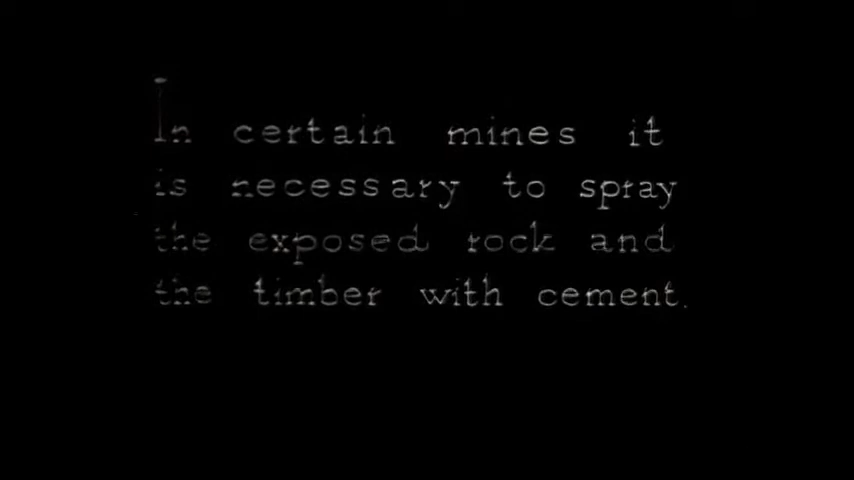 In certain mines it
is necessary to spray
the exposed rock and
the timber with cement.